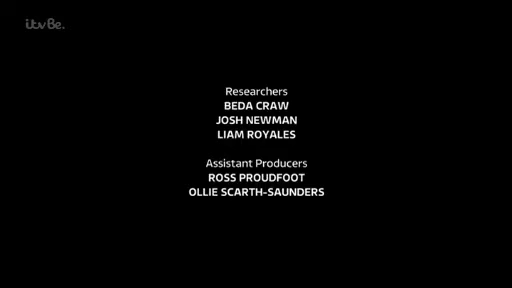 itvBe.
Researchers
BEDA CRAW
JOSH NEWMAN
LIAM ROYALES
Assistant Producers
ROSS PROUDFOOT
OLLIE SCARTH-SAUNDERS